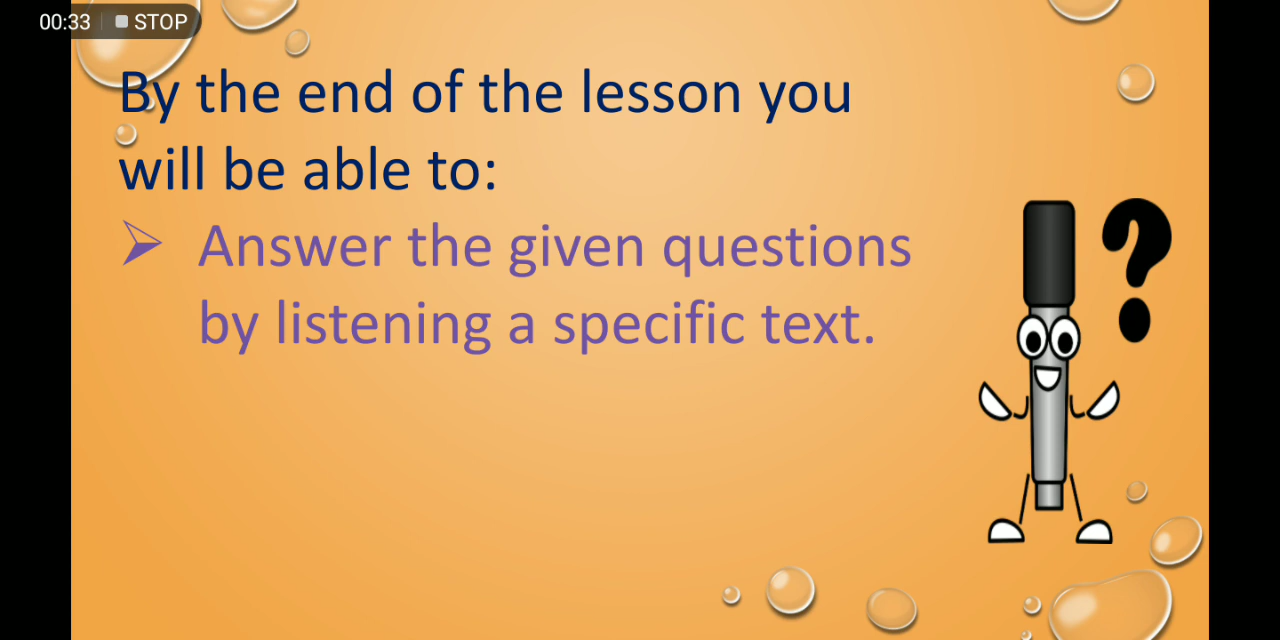 00:33 STOP
By the end of the lesson you
will be able to:
Answer the given questions
by listening a specific text.
?